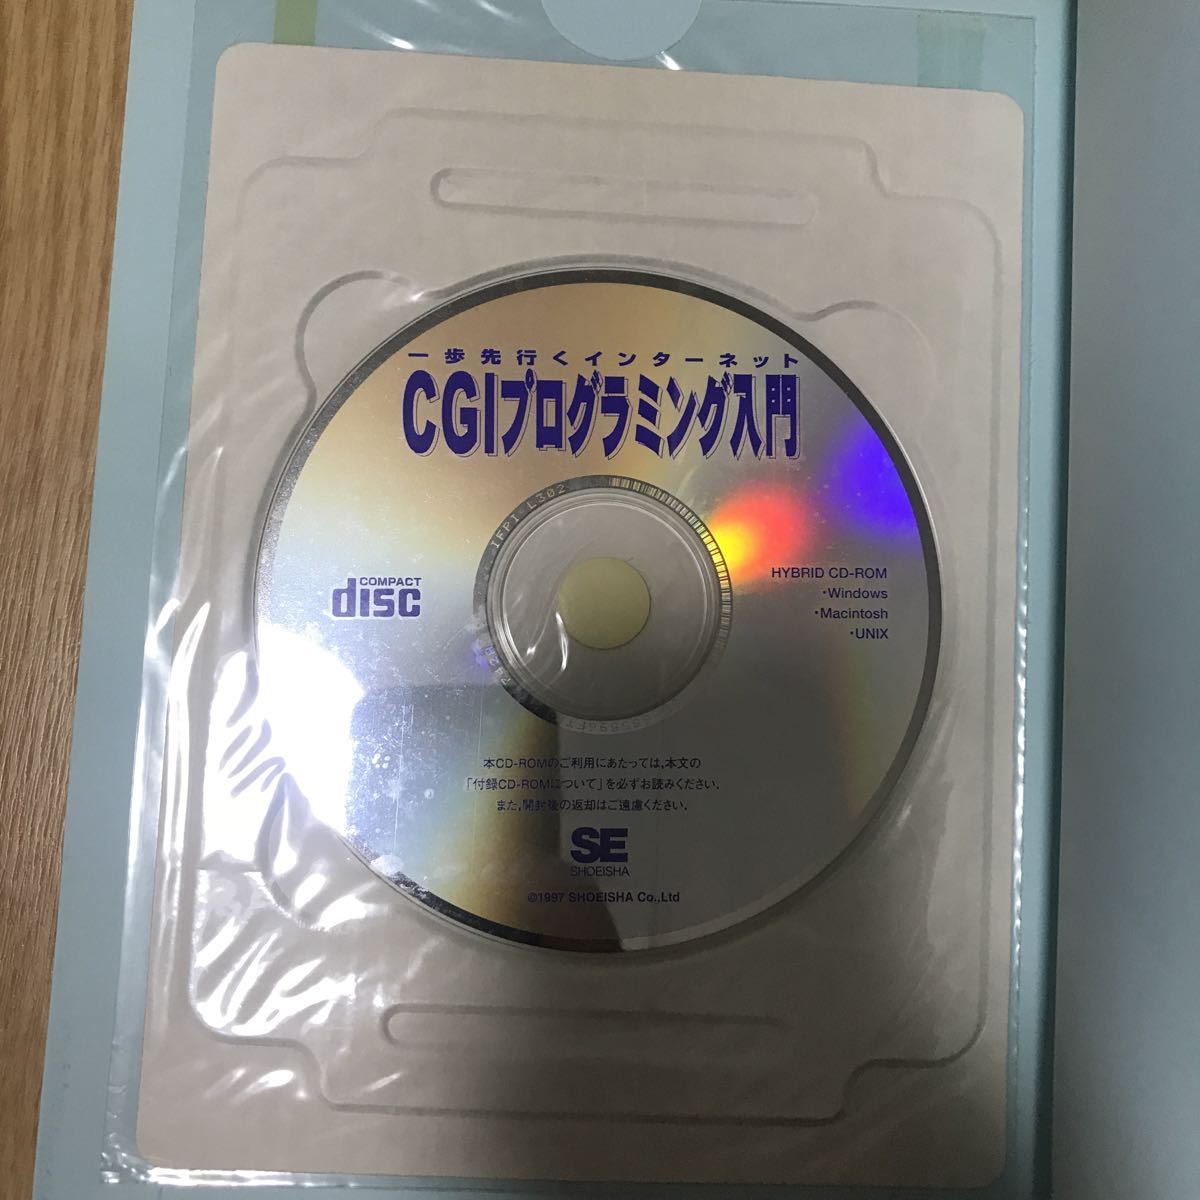 一歩先行くインターネット
CGIプログラミング入門
IFPI L302
COMPACT
disc
HYBRID CD-ROM
・Windows
・Macintosh
・UNIX
本CD-ROMのご利用にあたっては,本文の
「付録CD-ROMについて」を必ずお読みください.
また,開封後の返却はご遠慮ください.
SE
SHOEISHA
©1997 SHOEISHA Co.,Ltd